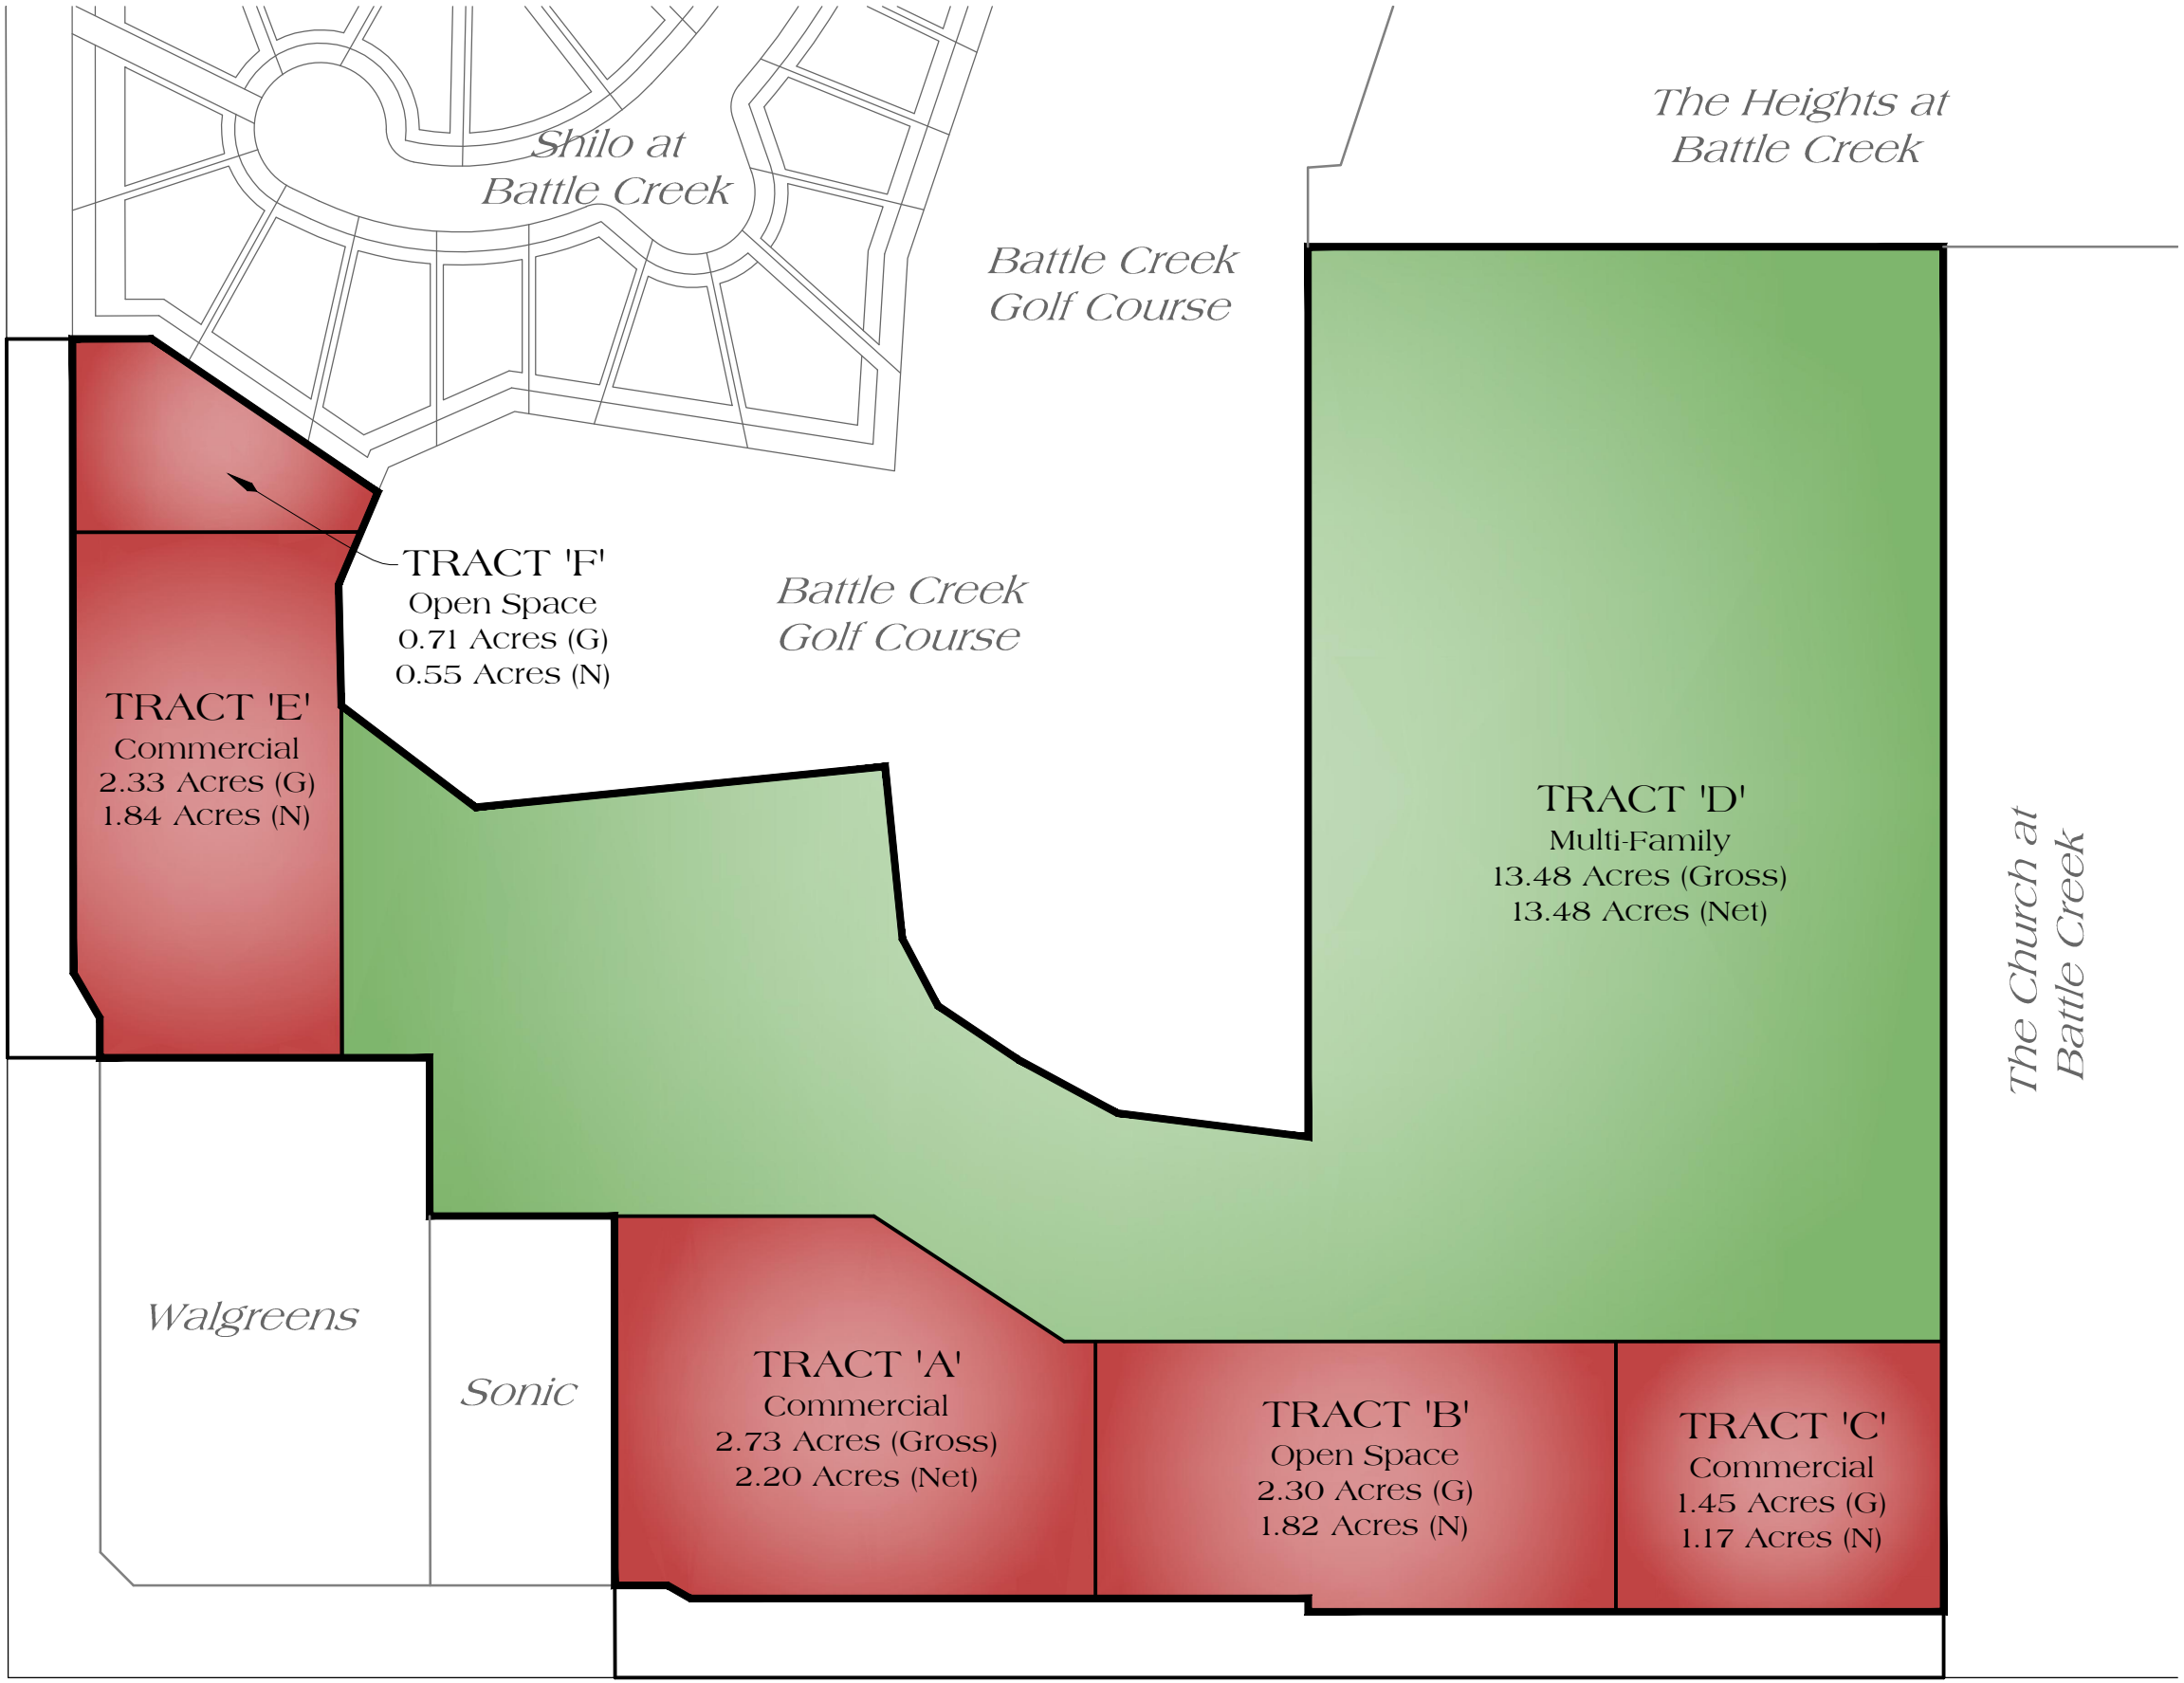 The Heights at
Battle Creek
Shilo at
Battle Creek
Battle Creek
Golf Course
TRACT 'F'
Open Space
0.71 Acres (G)
0.55 Acres (N)
Battle Creek
Golf Course
TRACT 'E'
Commercial
2.33 Acres (G)
1.84 Acres (N)
TRACT 'D'
Multi-Family
13.48 Acres (Gross)
13.48 Acres (Net)
The Church at
Battle Creek
Walgreens
Sonic
TRACT 'A'
Commercial
2.73 Acres (Gross)
2.20 Acres (Net)
TRACT 'B'
Open Space
2.30 Acres (G)
1.82 Acres (N)
TRACT 'C'
Commercial
1.45 Acres (G)
1.17 Acres (N)